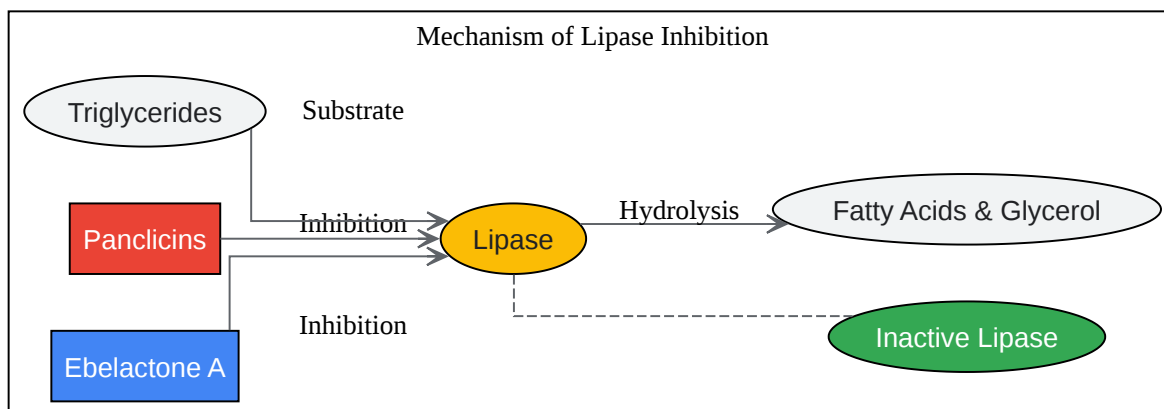 Mechanism of Lipase Inhibition
Triglycerides
Substrate
Panclicins
Inhibition
Lipase
Hydrolysis
Fatty Acids & Glycerol
Ebelactone A
Inhibition
Inactive Lipase